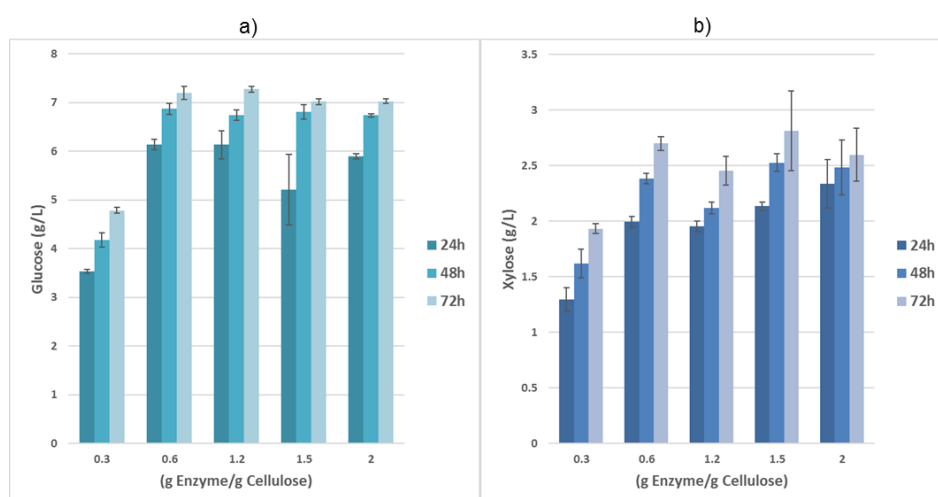 a)
8
7
6
5
4
3
2
1
0
Glucose (g/L)
0.3 0.6 1.2 1.5 2
(g Enzyme/g Cellulose)
24h
48h
72h
b)
3.5
3
2.5
2
1.5
1
0.5
0
Xylose (g/L)
0.3 0.6 1.2 1.5 2
(g Enzyme/g Cellulose)
24h
48h
72h